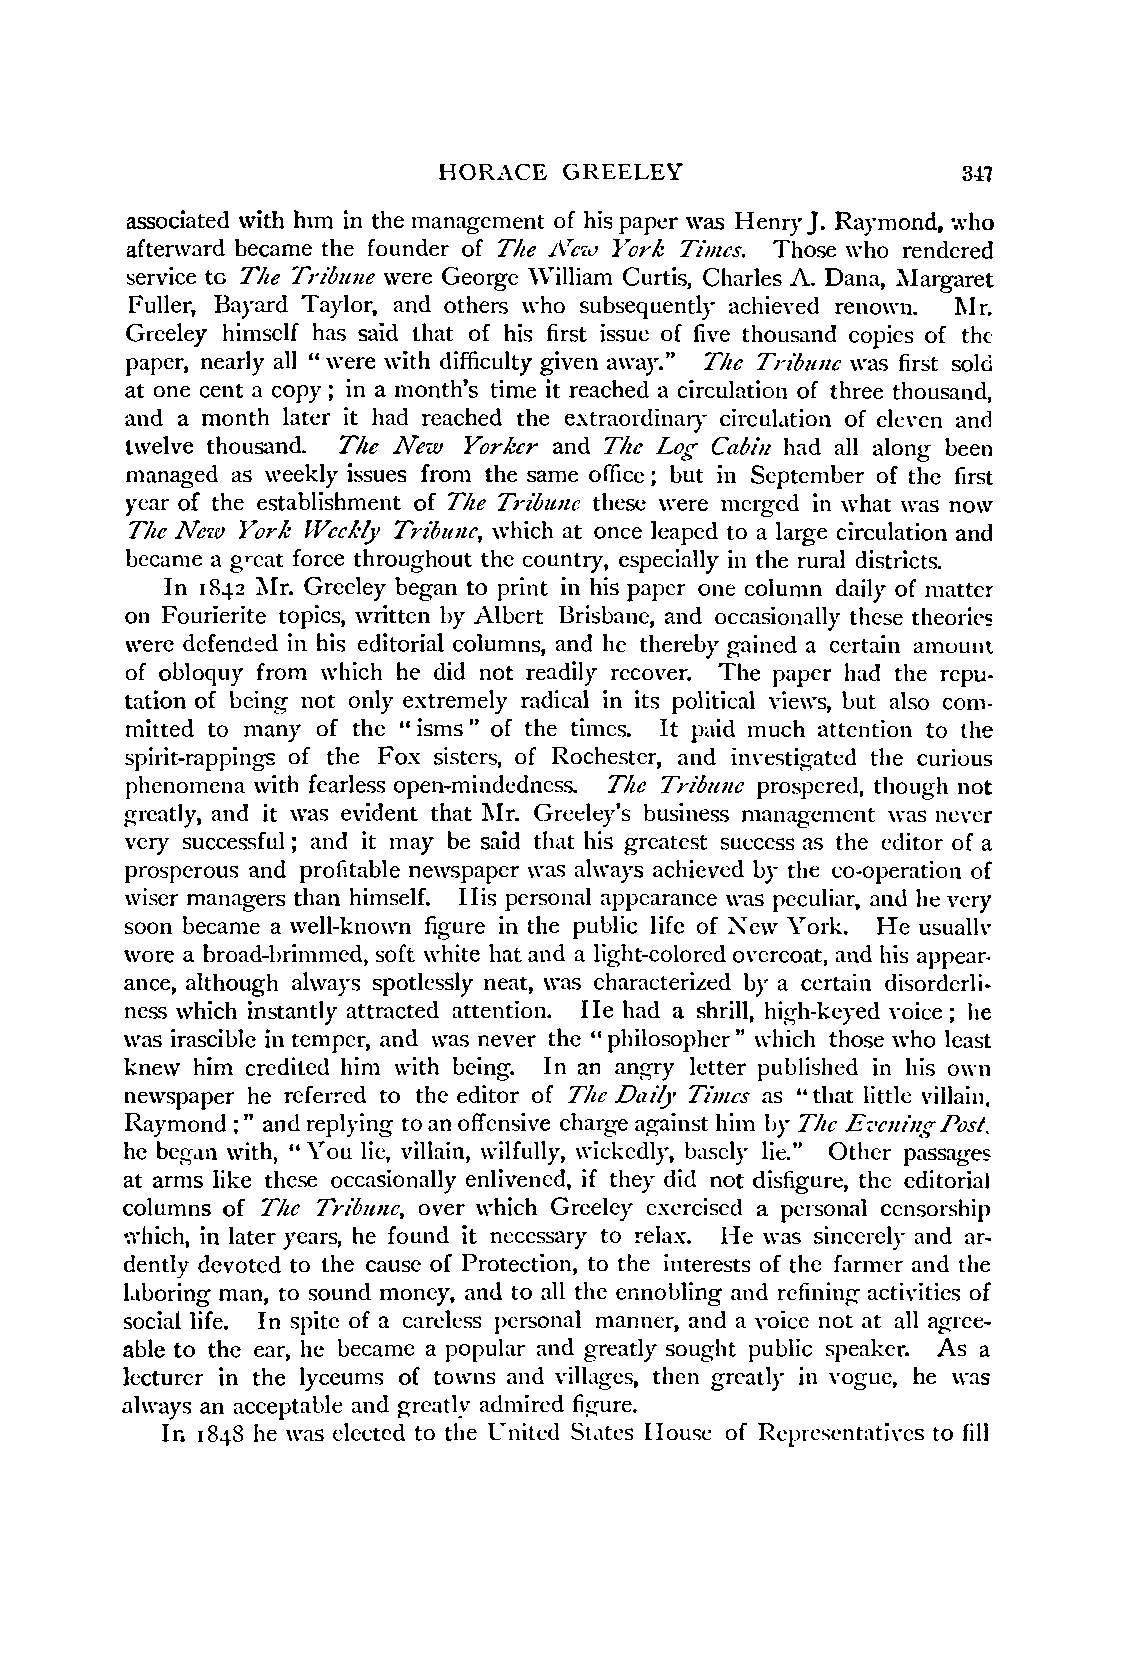 HORACE GREELEY 347
associated with him in the management of his paper was Henry J. Raymond, who
afterward became the founder of The New York Times. Those who rendered
service to The Tribune were George William Curtis, Charles A. Dana, Margaret
Fuller, Bayard Taylor, and others who subsequently achieved renown. Mr.
Greeley himself has said that of his first issue of five thousand copies of the
paper, nearly all “ were with difficulty given away.” The Tribune was first sold
at one cent a copy ; in a month's time it reached a circulation of three thousand,
and a month later it had reached the extraordinary circulation of eleven and
twelve thousand. The New Yorker and The Log Cabin had all along been
managed as weekly issues from the same office ; but in September of the first
year of the establishment of The Tribune these were merged in what was now
The New York Weekly Tribune, which at once leaped to a large circulation and
became a great force throughout the country, especially in the rural districts.
In 1842 Mr. Greeley began to print in his paper one column daily of matter
on Fourierite topics, written by Albert Brisbane, and occasionally these theories
were defended in his editorial columns, and he thereby gained a certain amount
of obloquy from which he did not readily recover. The paper had the repu-
tation of being not only extremely radical in its political views, but also com-
mitted to many of the “ isms ” of the times. It paid much attention to the
spirit-rappings of the Fox sisters, of Rochester, and investigated the curious
phenomena with fearless open-mindedness. The Tribune prospered, though not
greatly, and it was evident that Mr. Greeley's business management was never
very successful ; and it may be said that his greatest success as the editor of a
prosperous and profitable newspaper was always achieved by the co-operation of
wiser managers than himself. His personal appearance was peculiar, and he very
soon became a well-known figure in the public life of New York. He usually
wore a broad-brimmed, soft white hat and a light-colored overcoat, and his appear-
ance, although always spotlessly neat, was characterized by a certain disorderli-
ness which instantly attracted attention. He had a shrill, high-keyed voice ; he
was irascible in temper, and was never the “ philosopher ” which those who least
knew him credited him with being. In an angry letter published in his own
newspaper he referred to the editor of The Daily Times as “that little villain,
Raymond ; ” and replying to an offensive charge against him by The Evening Post,
he began with, “ You lie, villain, wilfully, wickedly, basely lie.” Other passages
at arms like these occasionally enlivened, if they did not disfigure, the editorial
columns of The Tribune, over which Greeley exercised a personal censorship
which, in later years, he found it necessary to relax. He was sincerely and ar-
dently devoted to the cause of Protection, to the interests of the farmer and the
laboring man, to sound money, and to all the ennobling and refining activities of
social life. In spite of a careless personal manner, and a voice not at all agree-
able to the ear, he became a popular and greatly sought public speaker. As a
lecturer in the lyceums of towns and villages, then greatly in vogue, he was
always an acceptable and greatly admired figure.
In 1848 he was elected to the United States House of Representatives to fill